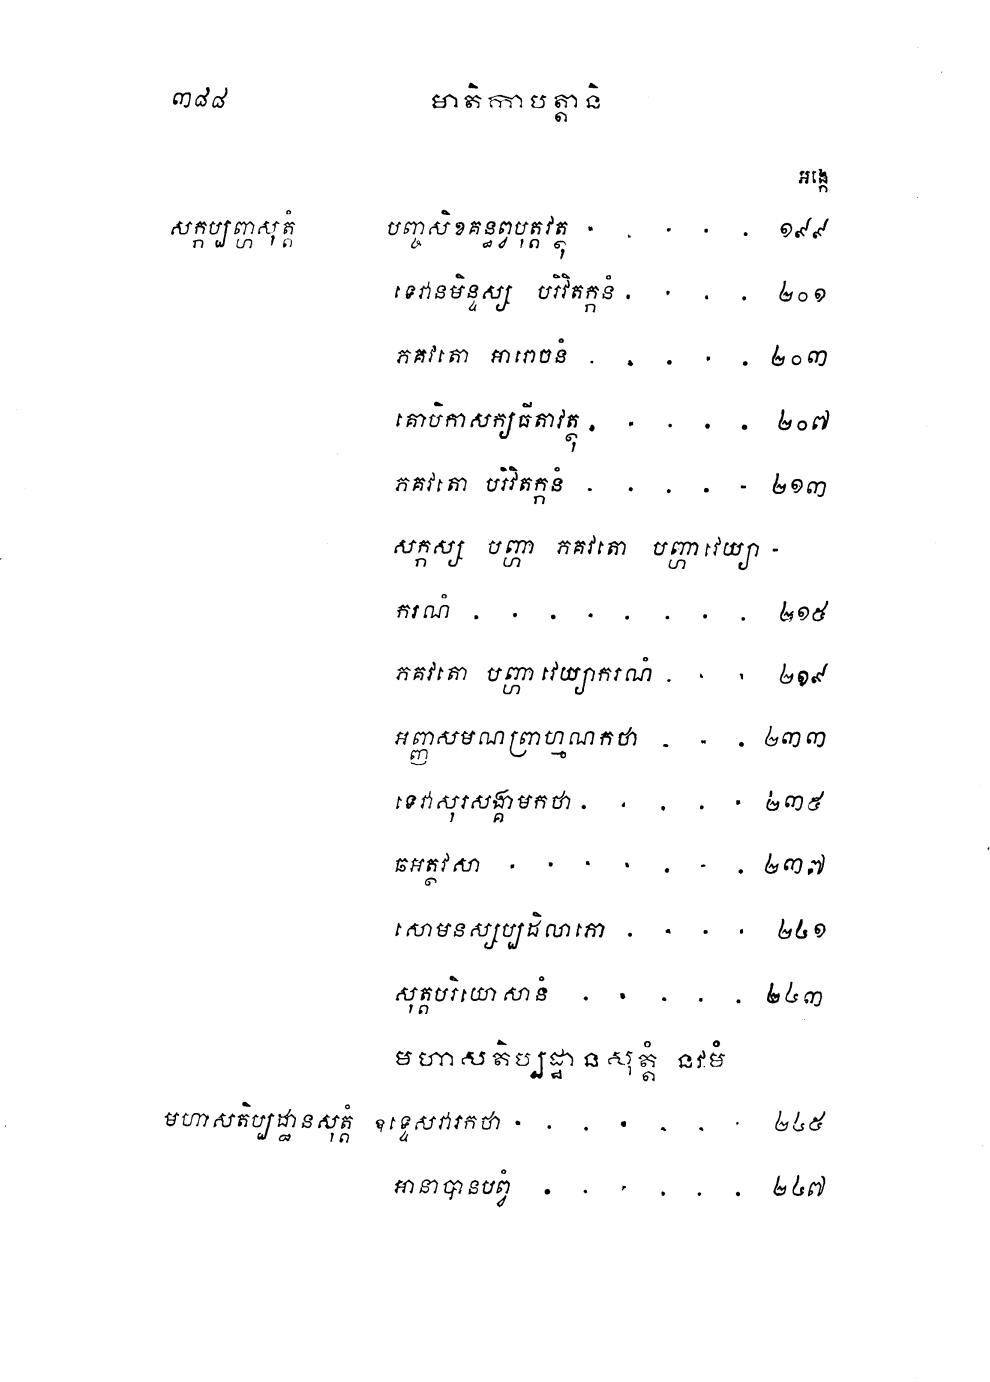 ៣៨៨ មាតិកាបត្តានិ
អង្កេ
សក្កប្បញ្ហសុត្តំ បញ្ចសិខគន្ធព្វបុត្តវត្ថុ . . . . . ១៩៩
ទេវានមិន្ទស្ស បរិវិតក្កនំ . . . . ២០១
ភគវតោ អារោចនំ . . . . . ២០៣
គោបិកាសក្យធីតាវត្ថុ . . . . . ២០៧
ភគវតោ បរិវិតក្កនំ . . . . . ២១៣
សក្កស្ស បញ្ហា ភគវតោ បញ្ហាវេយ្យា -
ករណំ . . . . . . . . ២១៥
ភគវតោ បញ្ហាវេយ្យាករណំ . . . ២១៩
អញ្ញសមណព្រាហ្មណកថា . . . ២៣៣
ទេវាសុរសង្គាមកថា . . . . . ២៣៥
ឆអត្ថវសា . . . . . . . ២៣៧
សោមនស្សប្បដិលាភោ . . . . ២៤១
សុត្តបរិយោសានំ . . . . . ២៤៣
មហាសតិប្បដ្ឋានសុត្តំ នវមំ
មហាសតិប្បដ្ឋានសុត្តំ ឧទ្ទេសវារកថា . . . . . . . ២៤៥
អានាបានបព្វំ . . . . . . ២៤៧